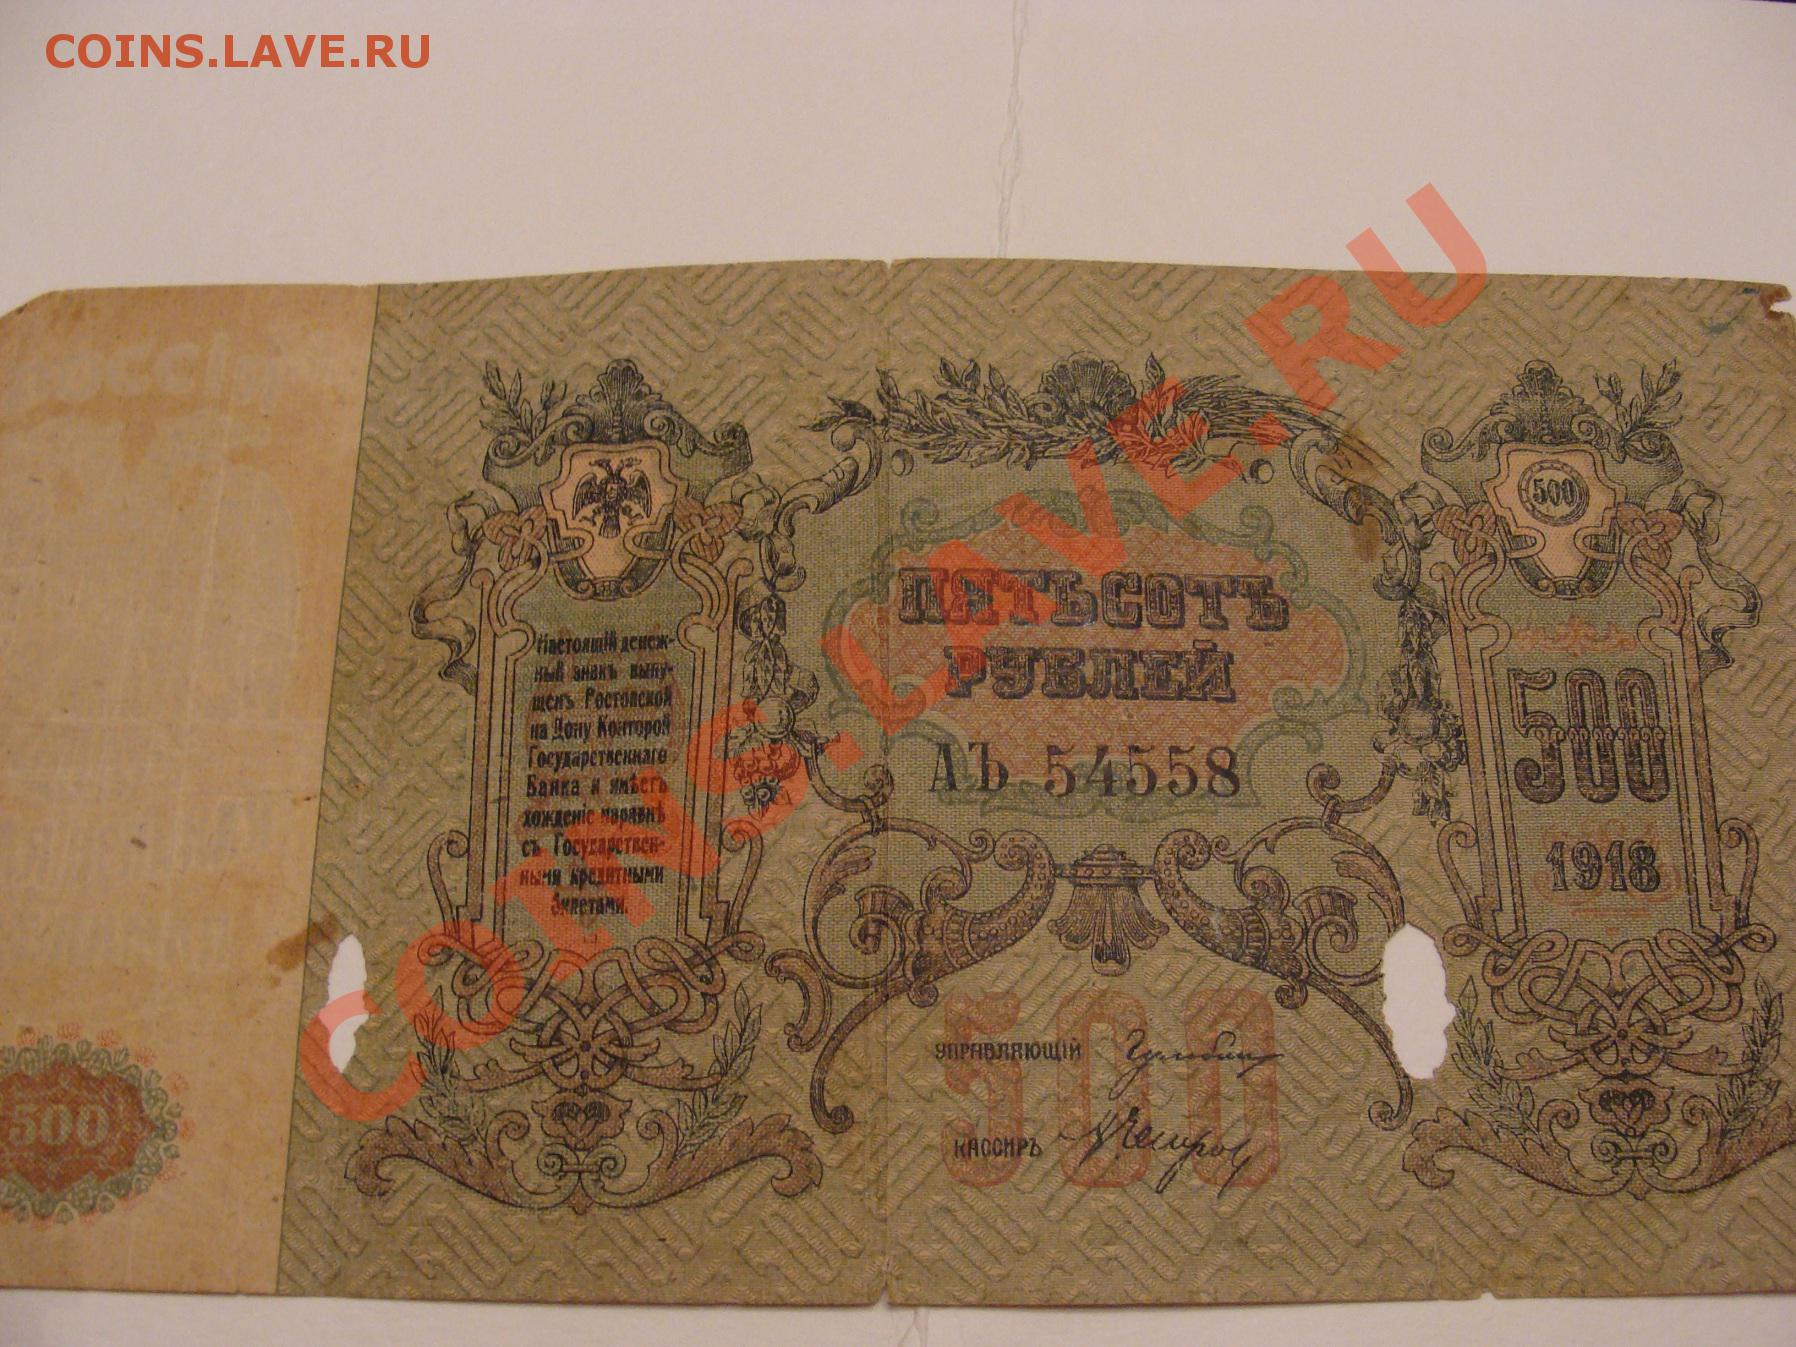 COINS.LAVE.RU
COINS.LAVE.RU
500
ПЯТЬСОТЪ
РУБЛЕЙ
АЪ 54558
Настоящій денеж-
ный знакъ выпу-
щенъ Ростовской
на Дону Конторой
Государственнаго
Банка и имѣетъ
хожденіе наравнѣ
съ Государствен-
ными кредитными
билетами.
500
1918
500
УПРАВЛЯЮЩІЙ
КАССИРЪ
500